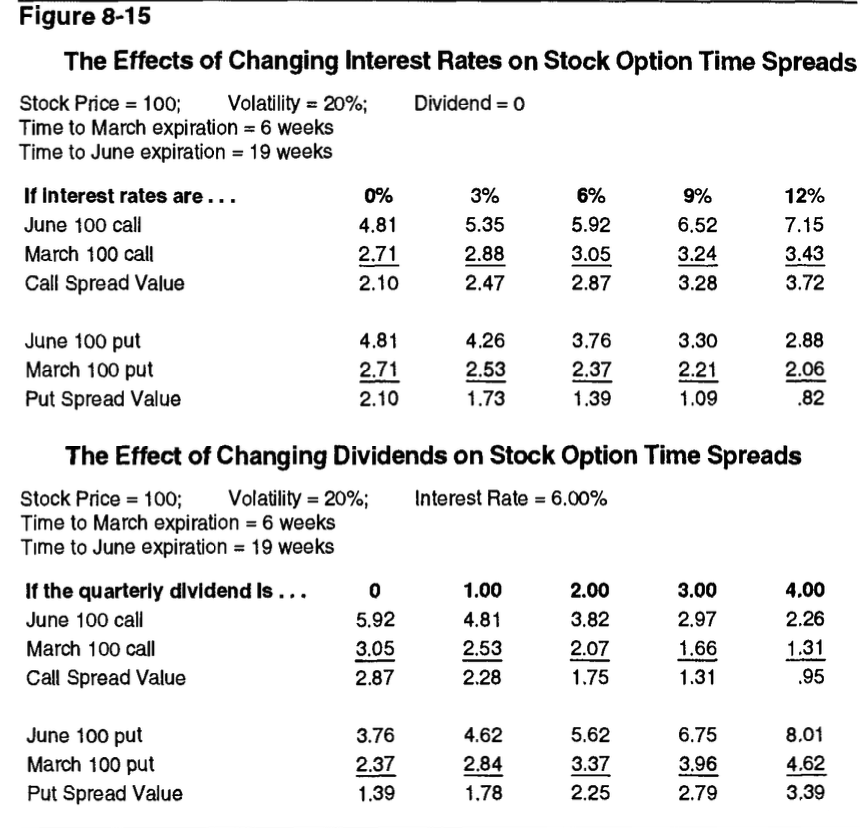 Figure 8-15
The Effects of Changing Interest Rates on Stock Option Time Spreads
Stock Price = 100; Volatility = 20%; Dividend = 0
Time to March expiration = 6 weeks
Time to June expiration = 19 weeks
If interest rates are . . . 0% 3% 6% 9% 12%
June 100 call 4.81 5.35 5.92 6.52 7.15
March 100 call 2.71 2.88 3.05 3.24 3.43
Call Spread Value 2.10 2.47 2.87 3.28 3.72
June 100 put 4.81 4.26 3.76 3.30 2.88
March 100 put 2.71 2.53 2.37 2.21 2.06
Put Spread Value 2.10 1.73 1.39 1.09 .82
The Effect of Changing Dividends on Stock Option Time Spreads
Stock Price = 100; Volatility = 20%; Interest Rate = 6.00%
Time to March expiration = 6 weeks
Time to June expiration = 19 weeks
If the quarterly dividend is . . . 0 1.00 2.00 3.00 4.00
June 100 call 5.92 4.81 3.82 2.97 2.26
March 100 call 3.05 2.53 2.07 1.66 1.31
Call Spread Value 2.87 2.28 1.75 1.31 .95
June 100 put 3.76 4.62 5.62 6.75 8.01
March 100 put 2.37 2.84 3.37 3.96 4.62
Put Spread Value 1.39 1.78 2.25 2.79 3.39